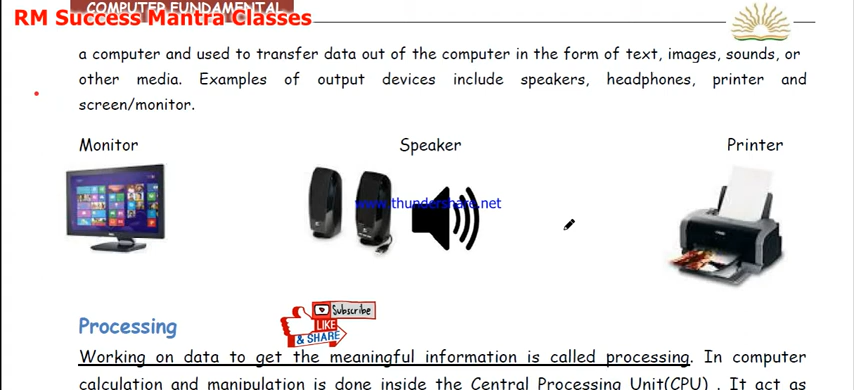 COMPUTER FUNDAMENTAL
RM Success Mantra Classes
a computer and used to transfer data out of the computer in the form of text, images, sounds, or
other media. Examples of output devices include speakers, headphones, printer and
screen/monitor.
Monitor Speaker Printer
www.thundershare.net
Subscribe
LIKE
& SHARE
Processing
Working on data to get the meaningful information is called processing. In computer
calculation and manipulation is done inside the Central Processing Unit(CPU) . It act as